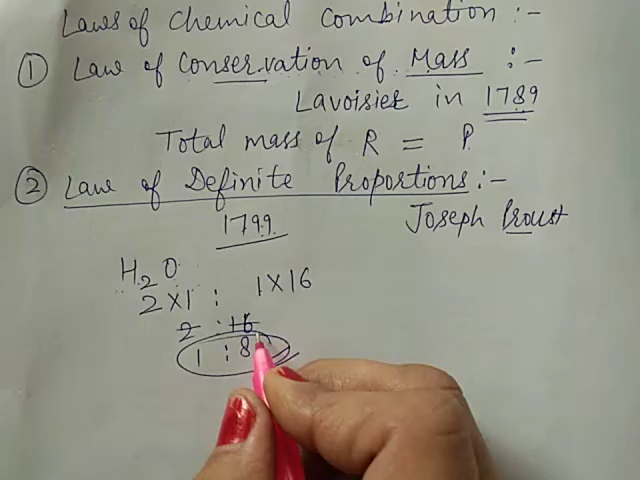 Laws of Chemical Combination :-
① Law of Conservation of Mass :-
Lavoisier in 1789
Total mass of R = P
② Law of Definite Proportions :-
1799 Joseph Proust
H₂O
2×1 : 1×16
2 : 16
1 : 8